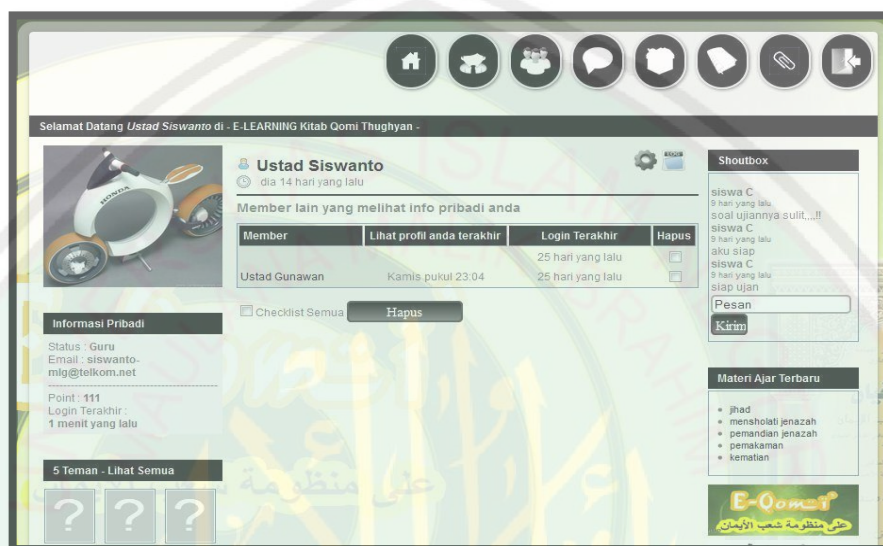 Selamat Datang Ustad Siswanto di - E-LEARNING Kitab Qomi Thughyan -
HONDA
Ustad Siswanto
dia 14 hari yang lalu
Member lain yang melihat info pribadi anda
Member Lihat profil anda terakhir Login Terakhir Hapus
25 hari yang lalu
Ustad Gunawan Kamis pukul 23:04 25 hari yang lalu
Checklist Semua Hapus
Informasi Pribadi
Status : Guru
Email : siswanto-
mlg@telkom.net
Point : 111
Login Terakhir :
1 menit yang lalu
5 Teman - Lihat Semua
? ? ?
Shoutbox
siswa C
9 hari yang lalu
soal ujiannya sulit,,,,!!
siswa C
9 hari yang lalu
aku siap
siswa C
9 hari yang lalu
siap ujan
Pesan
Kirim
Materi Ajar Terbaru
jihad
mensholati jenazah
pemandian jenazah
pemakaman
kematian
E-Qomi
على منظومة شعب الأيمان
على منظومة شعب الأيمان